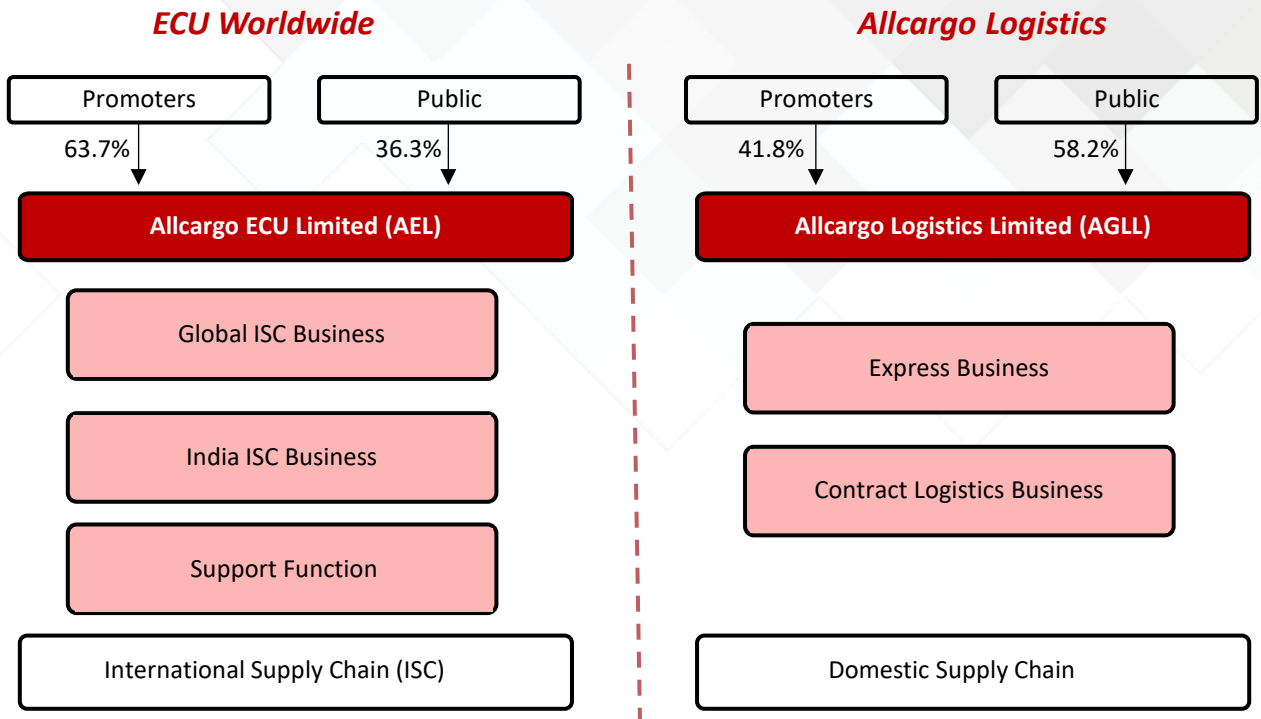 ECU Worldwide
Promoters
Public
63.7%
36.3%
Allcargo ECU Limited (AEL)
Global ISC Business
India ISC Business
Support Function
International Supply Chain (ISC)
Allcargo Logistics
Promoters
Public
41.8%
58.2%
Allcargo Logistics Limited (AGLL)
Express Business
Contract Logistics Business
Domestic Supply Chain